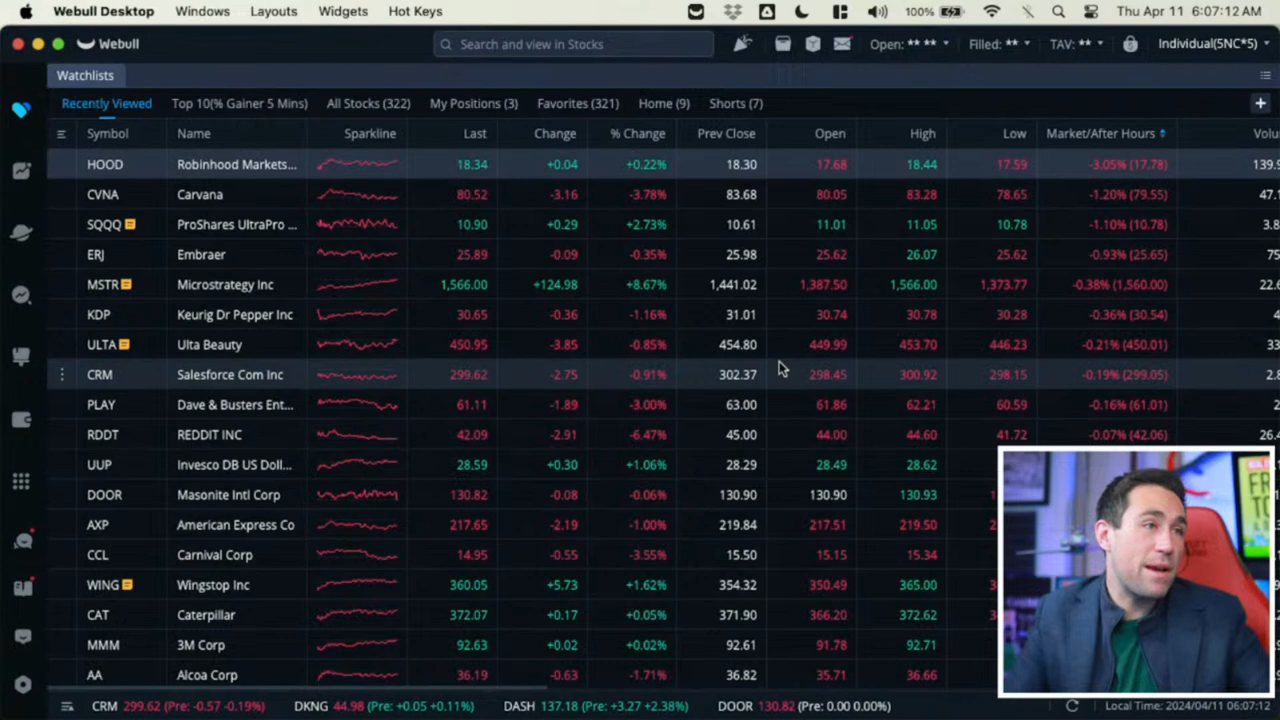 Webull Desktop Windows Layouts Widgets Hot Keys 100% Thu Apr 11 6:07:12 AM
Webull Search and view in Stocks Open: ** ** Filled: ** TAV: ** Individual(5NC*5)
Watchlists
Recently Viewed Top 10(% Gainer 5 Mins) All Stocks (322) My Positions (3) Favorites (321) Home (9) Shorts (7)
Symbol Name Sparkline Last Change % Change Prev Close Open High Low Market/After Hours Volu
HOOD Robinhood Markets... 18.34 +0.04 +0.22% 18.30 17.68 18.44 17.59 -3.05% (17.78) 139.9
CVNA Carvana 80.52 -3.16 -3.78% 83.68 80.05 83.28 78.65 -1.20% (79.55) 47.
SQQQ ProShares UltraPro ... 10.90 +0.29 +2.73% 10.61 11.01 11.05 10.78 -1.10% (10.78) 3.8
ERJ Embraer 25.89 -0.09 -0.35% 25.98 25.62 26.07 25.62 -0.93% (25.65) 75
MSTR Microstrategy Inc 1,566.00 +124.98 +8.67% 1,441.02 1,387.50 1,566.00 1,373.77 -0.38% (1,560.00) 22.6
KDP Keurig Dr Pepper Inc 30.65 -0.36 -1.16% 31.01 30.74 30.78 30.28 -0.36% (30.54) 4
ULTA Ulta Beauty 450.95 -3.85 -0.85% 454.80 449.99 453.70 446.23 -0.21% (450.01) 33
CRM Salesforce Com Inc 299.62 -2.75 -0.91% 302.37 298.45 300.92 298.15 -0.19% (299.05) 2.8
PLAY Dave & Busters Ent... 61.11 -1.89 -3.00% 63.00 61.86 62.21 60.59 -0.16% (61.01) 2
RDDT REDDIT INC 42.09 -2.91 -6.47% 45.00 44.00 44.60 41.72 -0.07% (42.06) 26.4
UUP Invesco DB US Doll... 28.59 +0.30 +1.06% 28.29 28.49 28.62
DOOR Masonite Intl Corp 130.82 -0.08 -0.06% 130.90 130.90 130.93
AXP American Express Co 217.65 -2.19 -1.00% 219.84 217.51 219.50
CCL Carnival Corp 14.95 -0.55 -3.55% 15.50 15.15 15.34
WING Wingstop Inc 360.05 +5.73 +1.62% 354.32 350.49 365.00
CAT Caterpillar 372.07 +0.17 +0.05% 371.90 366.20 372.62
MMM 3M Corp 92.63 +0.02 +0.02% 92.61 91.78 92.71
AA Alcoa Corp 36.19 -0.63 -1.71% 36.82 35.71 36.66
CRM 299.62 (Pre: -0.57 -0.19%) DKNG 44.98 (Pre: +0.05 +0.11%) DASH 137.18 (Pre: +3.27 +2.38%) DOOR 130.82 (Pre: 0.00 0.00%) Local Time: 2024/04/11 06:07:12